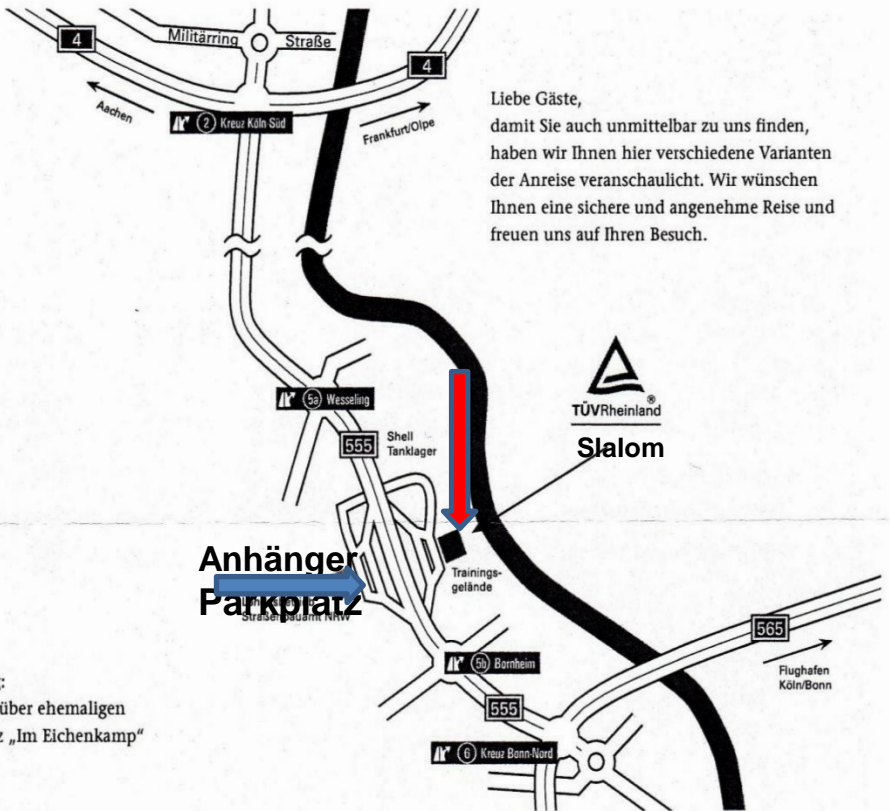 4
Militärring
Straße
4
Aachen
2 Kreuz Köln-Süd
Frankfurt/Olpe
Liebe Gäste,
damit Sie auch unmittelbar zu uns finden,
haben wir Ihnen hier verschiedene Varianten
der Anreise veranschaulicht. Wir wünschen
Ihnen eine sichere und angenehme Reise und
freuen uns auf Ihren Besuch.
5a Wesseling
TÜVRheinland®
Slalom
555
Shell
Tanklager
Anhänger
Parkplatz
Straßenbauamt NRW
Trainings-
gelände
5b Bornheim
565
Flughafen
Köln/Bonn
555
6 Kreuz Bonn-Nord
über ehemaligen
„Im Eichenkamp“